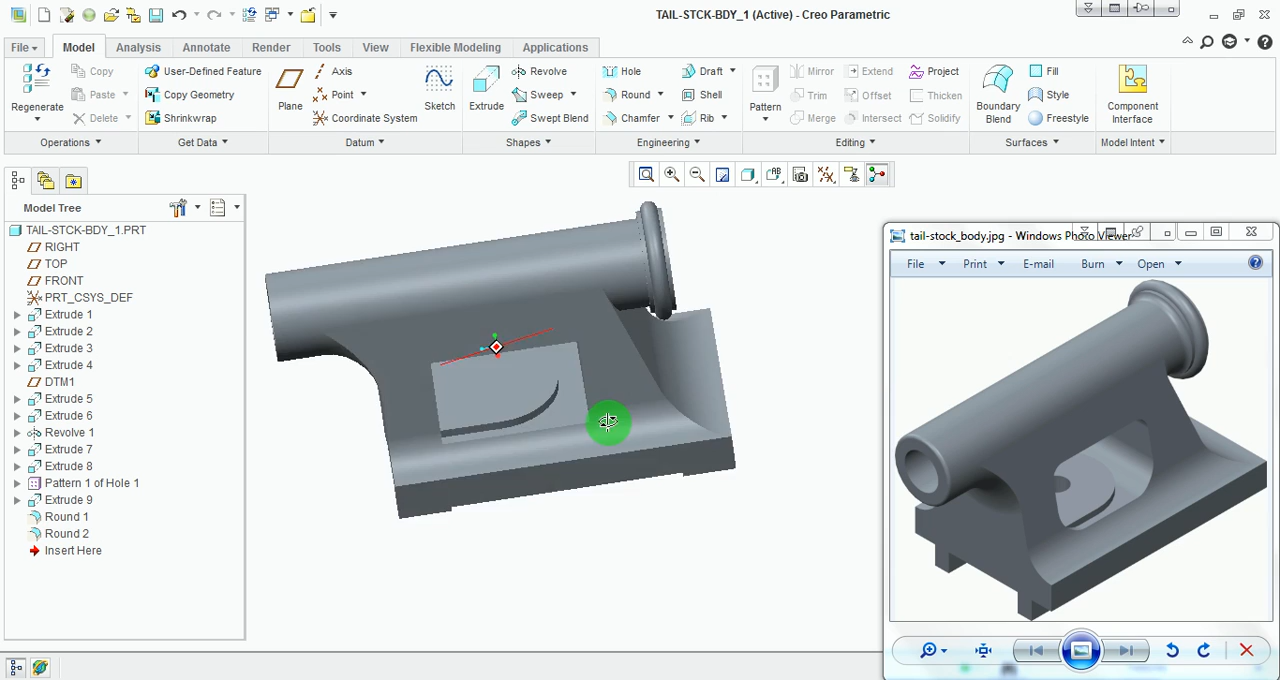 TAIL-STCK-BDY_1 (Active) - Creo Parametric
File Model Analysis Annotate Render Tools View Flexible Modeling Applications
Regenerate
Copy
Paste
Delete
Operations
User-Defined Feature
Copy Geometry
Shrinkwrap
Get Data
Plane
Axis
Point
Coordinate System
Sketch
Datum
Extrude
Revolve
Sweep
Swept Blend
Shapes
Hole
Round
Chamfer
Draft
Shell
Rib
Engineering
Pattern
Mirror
Trim
Merge
Extend
Offset
Intersect
Project
Thicken
Solidify
Editing
Boundary
Blend
Fill
Style
Freestyle
Surfaces
Component
Interface
Model Intent
Model Tree
TAIL-STCK-BDY_1.PRT
RIGHT
TOP
FRONT
PRT_CSYS_DEF
Extrude 1
Extrude 2
Extrude 3
Extrude 4
DTM1
Extrude 5
Extrude 6
Revolve 1
Extrude 7
Extrude 8
Pattern 1 of Hole 1
Extrude 9
Round 1
Round 2
Insert Here
tail-stock_body.jpg - Windows Photo Viewer
File Print E-mail Burn Open